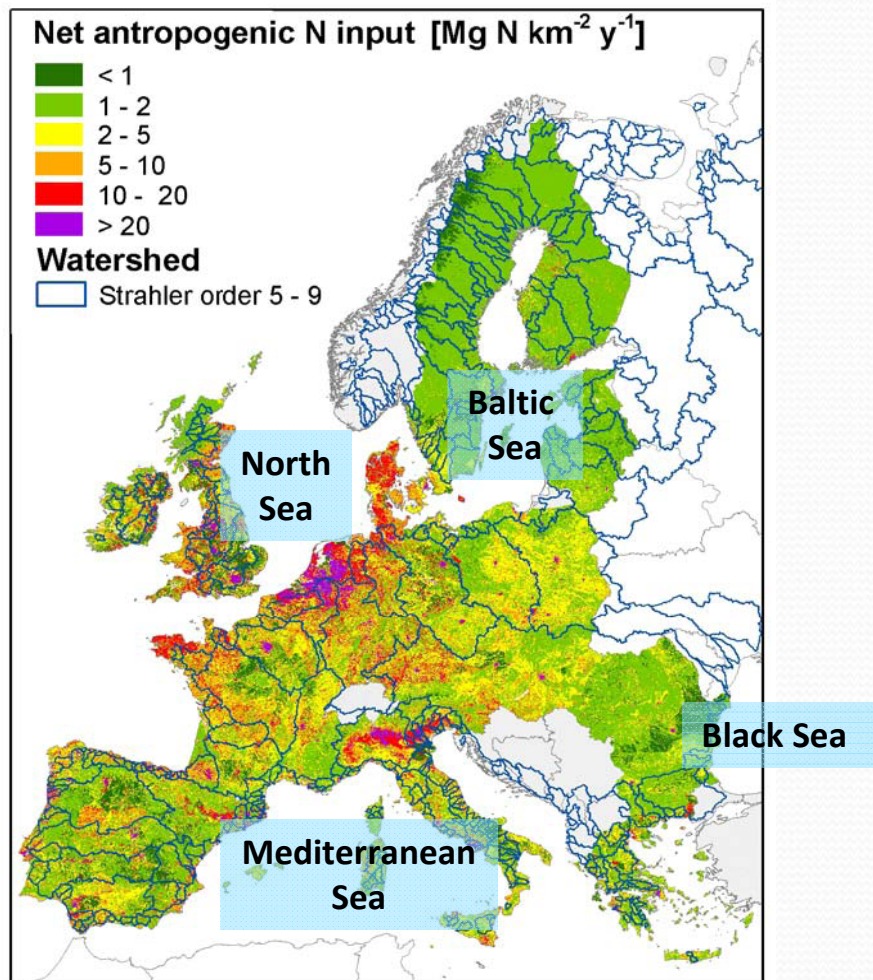 Net antropogenic N input [Mg N km⁻² y⁻¹]
< 1
1 - 2
2 - 5
5 - 10
10 - 20
> 20
Watershed
Strahler order 5 - 9
Baltic
Sea
North
Sea
Black Sea
Mediterranean
Sea